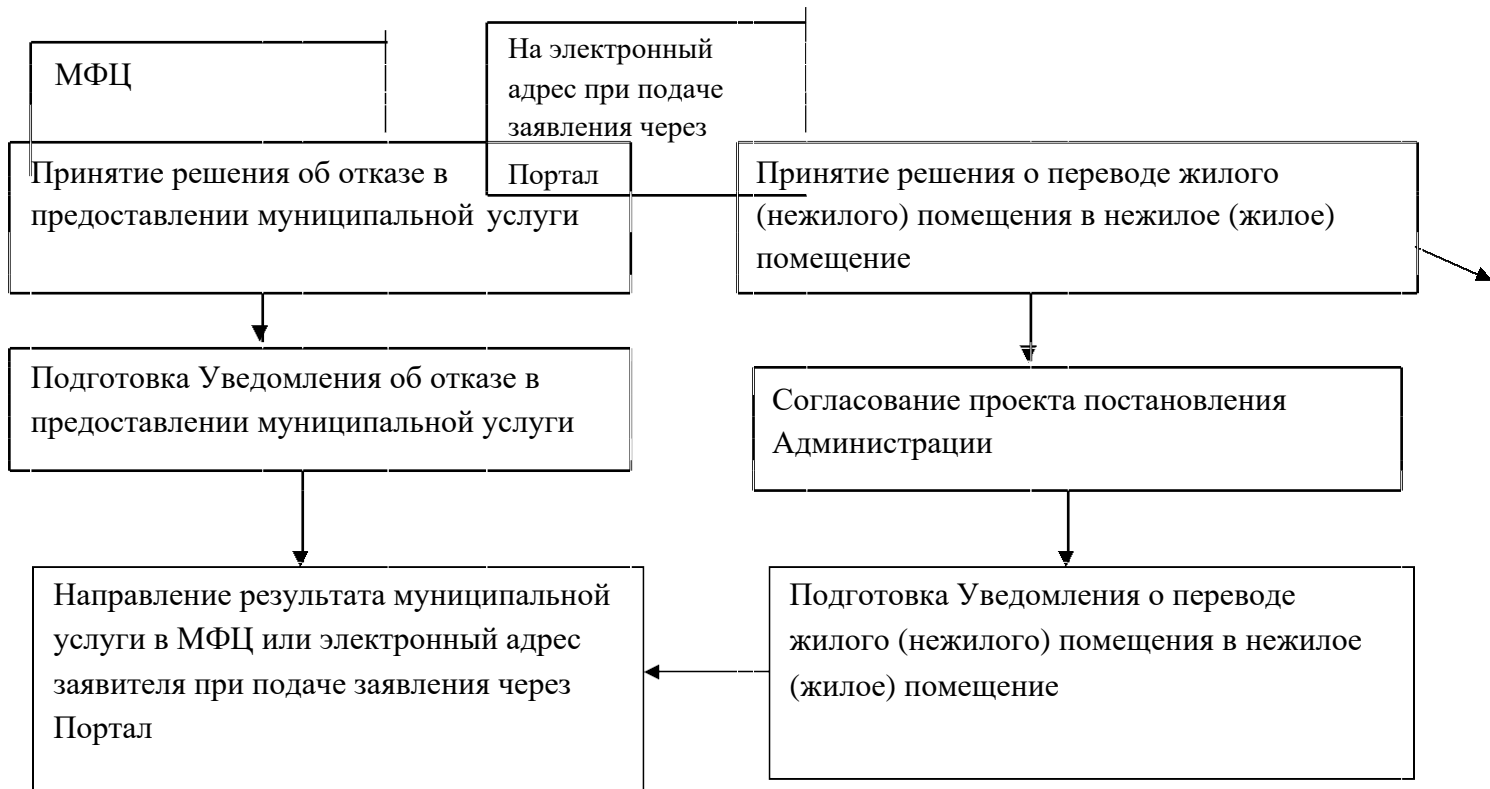 МФЦ
На электронный
адрес при подаче
заявления через
Портал
Принятие решения об отказе в
предоставлении муниципальной услуги
Принятие решения о переводе жилого
(нежилого) помещения в нежилое (жилое)
помещение
Подготовка Уведомления об отказе в
предоставлении муниципальной услуги
Согласование проекта постановления
Администрации
Направление результата муниципальной
услуги в МФЦ или электронный адрес
заявителя при подаче заявления через
Портал
Подготовка Уведомления о переводе
жилого (нежилого) помещения в нежилое
(жилое) помещение